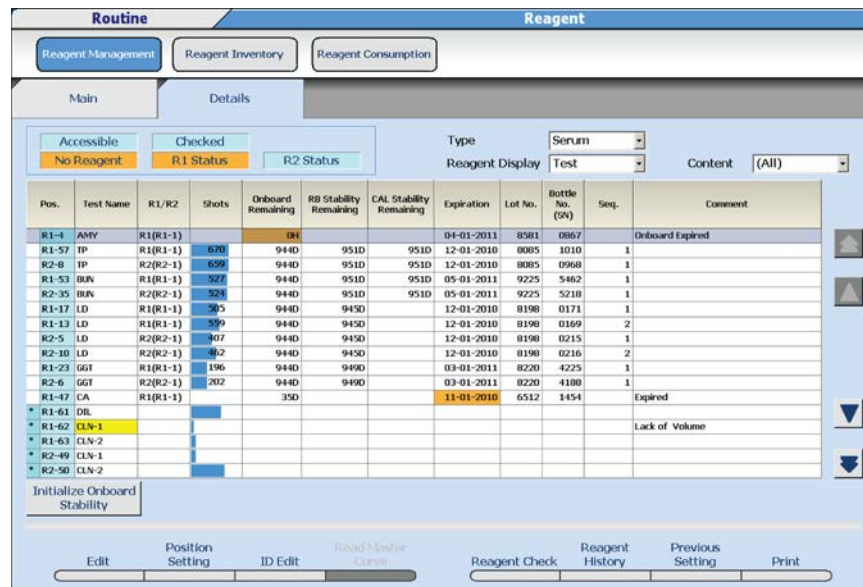 Routine Reagent
Reagent Management Reagent Inventory Reagent Consumption
Main Details
Accessible Checked Type Serum
No Reagent R1 Status R2 Status Reagent Display Test Content (All)
Pos. Test Name R1/R2 Shots Onboard Remaining RB Stability Remaining CAL Stability Remaining Expiration Lot No. Bottle No. (SN) Seq. Comment
R1-4 AMY R1(R1-1) 0H 04-01-2011 8581 0867 Onboard Expired
R1-57 TP R1(R1-1) 670 944D 951D 951D 12-01-2010 8085 1010 1
R2-8 TP R2(R2-1) 659 944D 951D 951D 12-01-2010 8085 0968 1
R1-53 BUN R1(R1-1) 527 944D 951D 951D 05-01-2011 9225 5462 1
R2-35 BUN R2(R2-1) 524 944D 951D 951D 05-01-2011 9225 5218 1
R1-17 LD R1(R1-1) 505 944D 945D 12-01-2010 8198 0171 1
R1-13 LD R1(R1-1) 559 944D 945D 12-01-2010 8198 0169 2
R2-5 LD R2(R2-1) 407 944D 945D 12-01-2010 8198 0215 1
R2-10 LD R2(R2-1) 462 944D 945D 12-01-2010 8198 0216 2
R1-23 GGT R1(R1-1) 196 944D 949D 03-01-2011 8220 4225 1
R2-6 GGT R2(R2-1) 202 944D 949D 03-01-2011 8220 4188 1
R1-47 CA R1(R1-1) 35D 11-01-2010 6512 1454 Expired
* R1-61 DIL
* R1-62 CLN-1 Lack of Volume
* R1-63 CLN-2
* R2-49 CLN-1
* R2-50 CLN-2
Initialize Onboard Stability
Edit Position Setting ID Edit Read Master Curve Reagent Check Reagent History Previous Setting Print